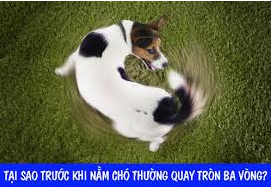 TẠI SAO TRƯỚC KHI NẰM CHÓ THƯỜNG QUAY TRÒN BA VÒNG?